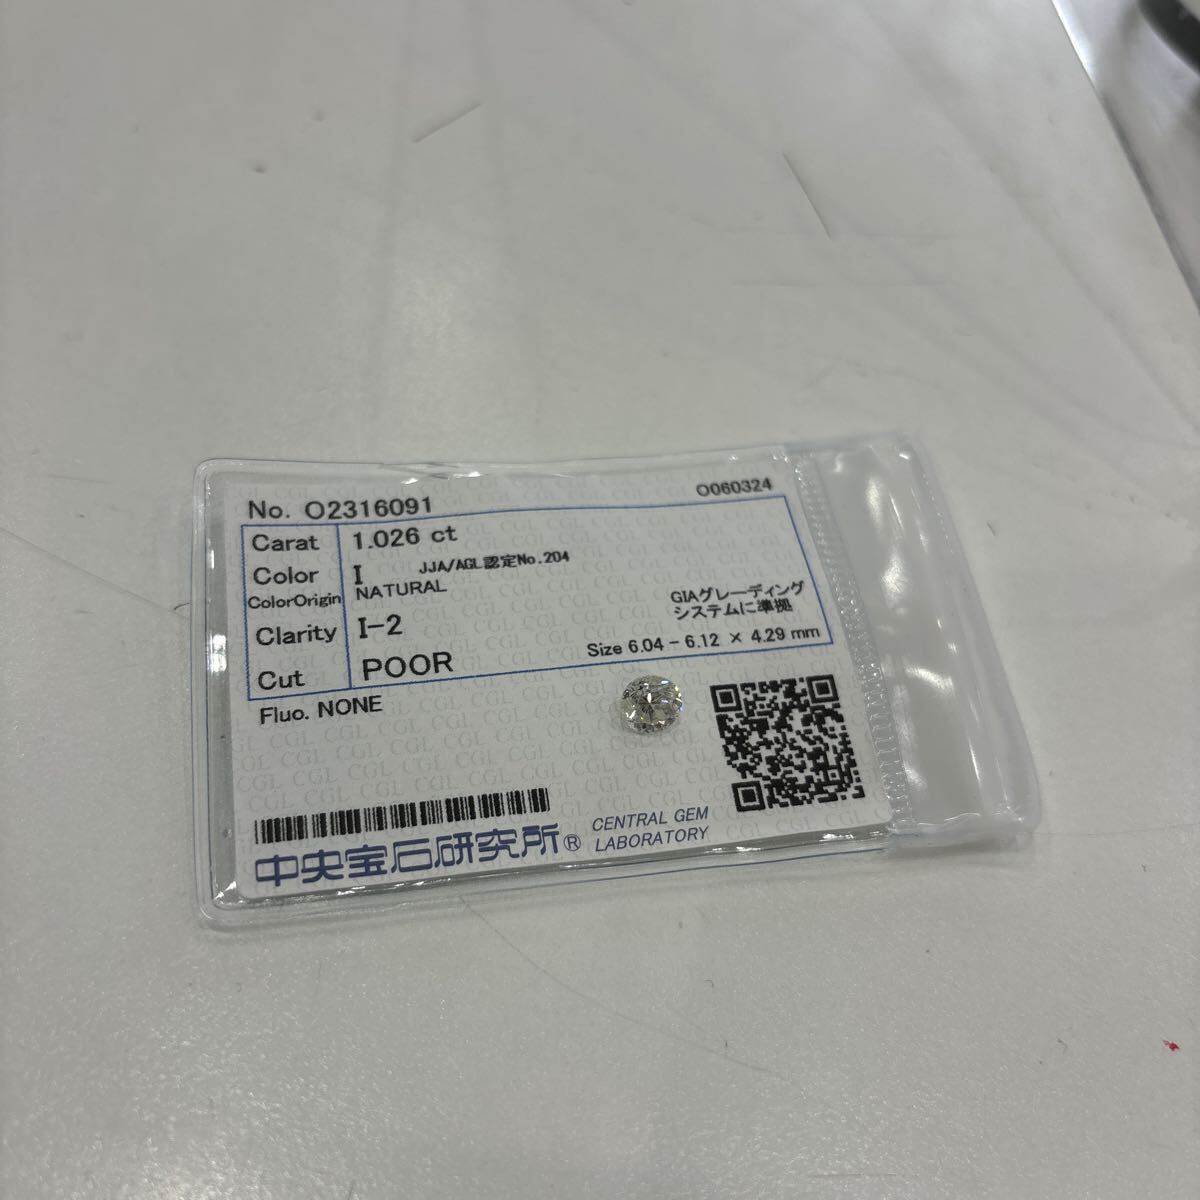 No. O2316091
O060324
Carat 1.026 ct
Color I JJA/AGL認定No.204
ColorOrigin NATURAL
GIAグレーディング
システムに準拠
Clarity I-2
Size 6.04 - 6.12 × 4.29 mm
Cut POOR
Fluo. NONE
中央宝石研究所® CENTRAL GEM
LABORATORY